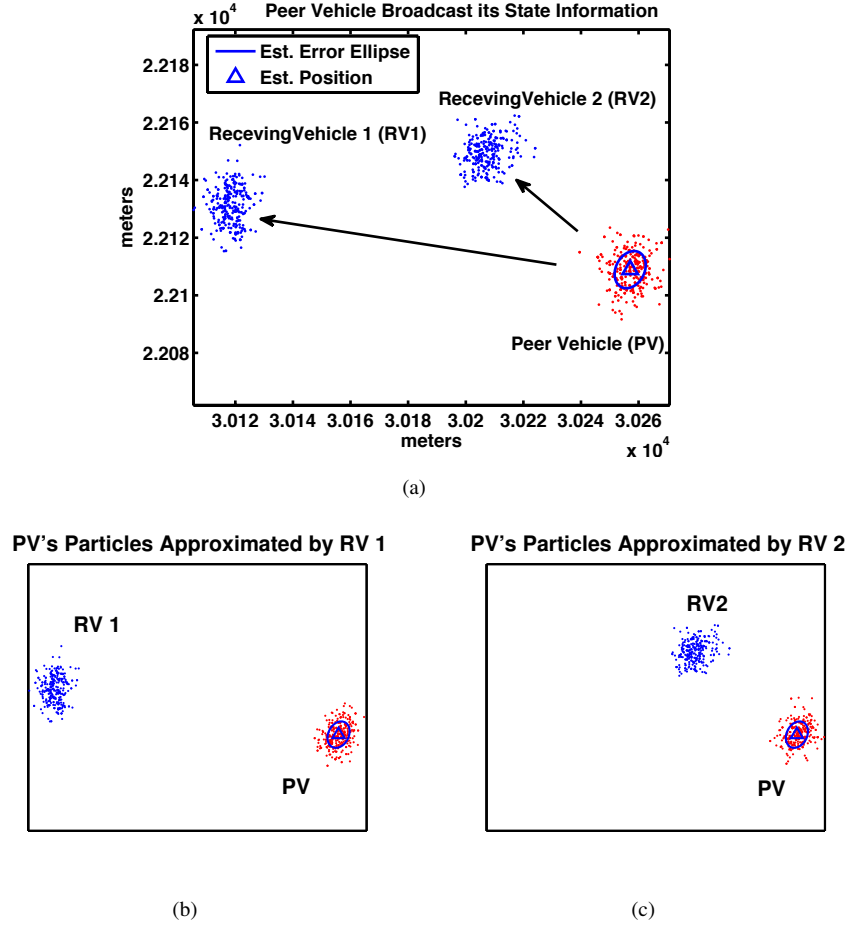 Peer Vehicle Broadcast its State Information
x 10^4
Est. Error Ellipse
Est. Position
RecevingVehicle 2 (RV2)
RecevingVehicle 1 (RV1)
Peer Vehicle (PV)
2.218
2.216
2.214
2.212
2.21
2.208
meters
3.012 3.014 3.016 3.018 3.02 3.022 3.024 3.026
meters
x 10^4
(a)
PV's Particles Approximated by RV 1
RV 1
PV
(b)
PV's Particles Approximated by RV 2
RV2
PV
(c)